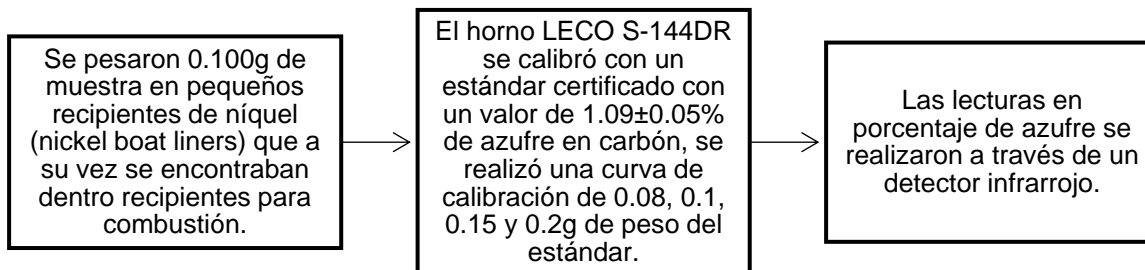 Se pesaron 0.100g de
muestra en pequeños
recipientes de níquel
(nickel boat liners) que a
su vez se encontraban
dentro recipientes para
combustión.
El horno LECO S-144DR
se calibró con un
estándar certificado con
un valor de 1.09±0.05%
de azufre en carbón, se
realizó una curva de
calibración de 0.08, 0.1,
0.15 y 0.2g de peso del
estándar.
Las lecturas en
porcentaje de azufre se
realizaron a través de un
detector infrarrojo.